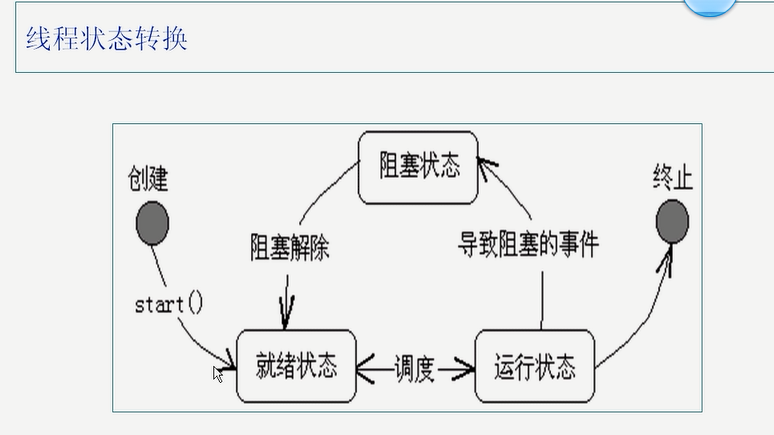 线程状态转换
阻塞状态
创建
终止
阻塞解除
导致阻塞的事件
start()
就绪状态
调度
运行状态